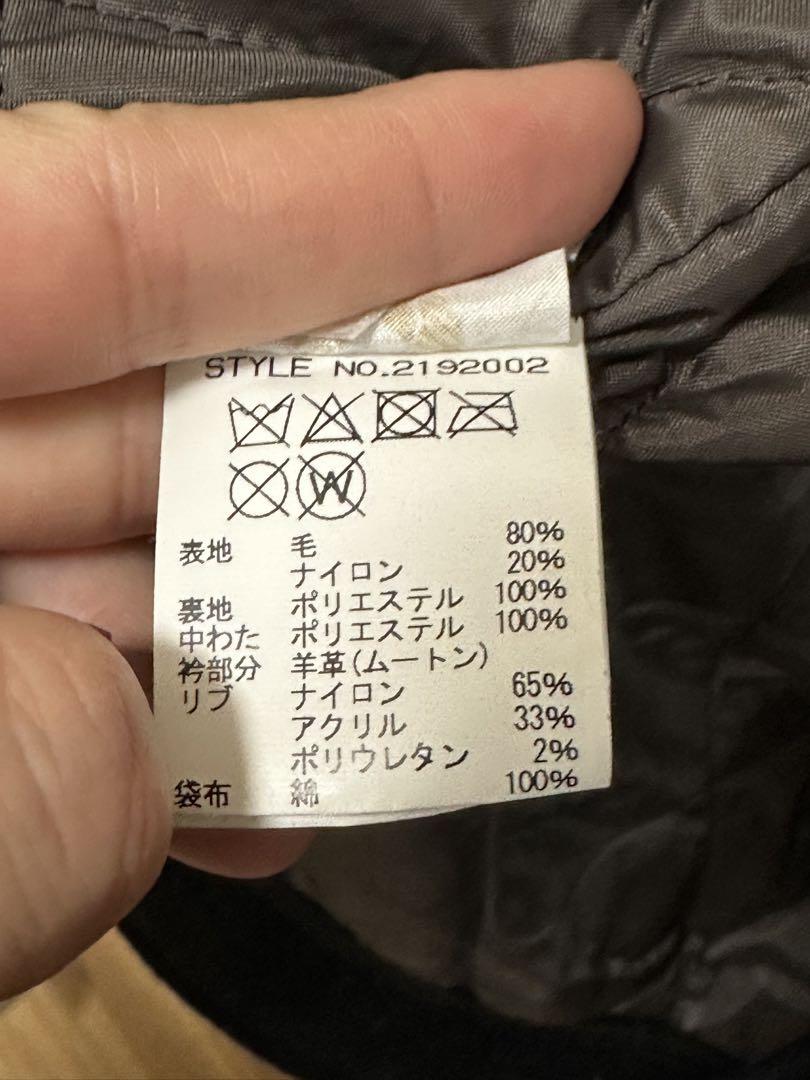 STYLE NO.2192002
W
表地 毛 80%
ナイロン 20%
裏地 ポリエステル 100%
中わた ポリエステル 100%
衿部分 羊革(ムートン)
リブ ナイロン 65%
アクリル 33%
ポリウレタン 2%
袋布 綿 100%